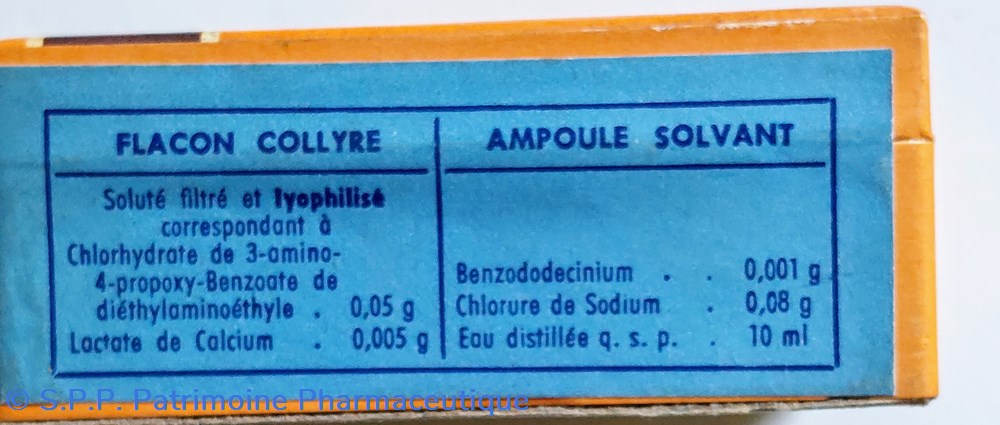 FLACON COLLYRE
Soluté filtré et lyophilisé
correspondant à
Chlorhydrate de 3-amino-
4-propoxy-Benzoate de
diéthylaminoéthyle . 0,05 g
Lactate de Calcium . 0,005 g
AMPOULE SOLVANT
Benzododecinium . . 0,001 g
Chlorure de Sodium . 0,08 g
Eau distillée q. s. p. . 10 ml
© S.P.P. Patrimoine Pharmaceutique